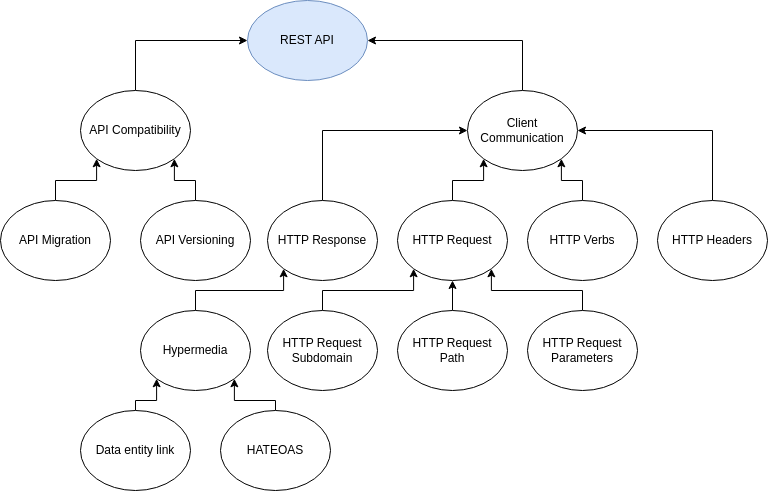 REST API
API Compatibility
Client
Communication
API Migration
API Versioning
HTTP Response
HTTP Request
HTTP Verbs
HTTP Headers
Hypermedia
HTTP Request
Subdomain
HTTP Request
Path
HTTP Request
Parameters
Data entity link
HATEOAS